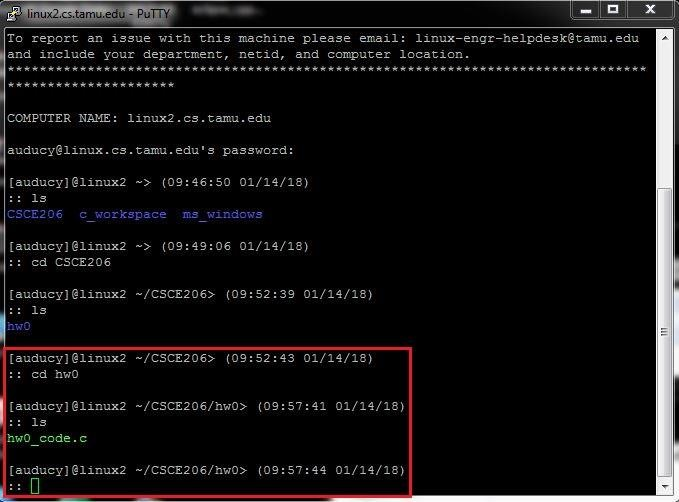 linux2.cs.tamu.edu - PuTTY
To report an issue with this machine please email: linux-engr-helpdesk@tamu.edu
and include your department, netid, and computer location.
********************************************************************************
*********************
COMPUTER NAME: linux2.cs.tamu.edu
auducy@linux.cs.tamu.edu's password:
[auducy]@linux2 ~> (09:46:50 01/14/18)
:: ls
CSCE206  c_workspace  ms_windows
[auducy]@linux2 ~> (09:49:06 01/14/18)
:: cd CSCE206
[auducy]@linux2 ~/CSCE206> (09:52:39 01/14/18)
:: ls
hw0
[auducy]@linux2 ~/CSCE206> (09:52:43 01/14/18)
:: cd hw0
[auducy]@linux2 ~/CSCE206/hw0> (09:57:41 01/14/18)
:: ls
hw0_code.c
[auducy]@linux2 ~/CSCE206/hw0> (09:57:44 01/14/18)
::